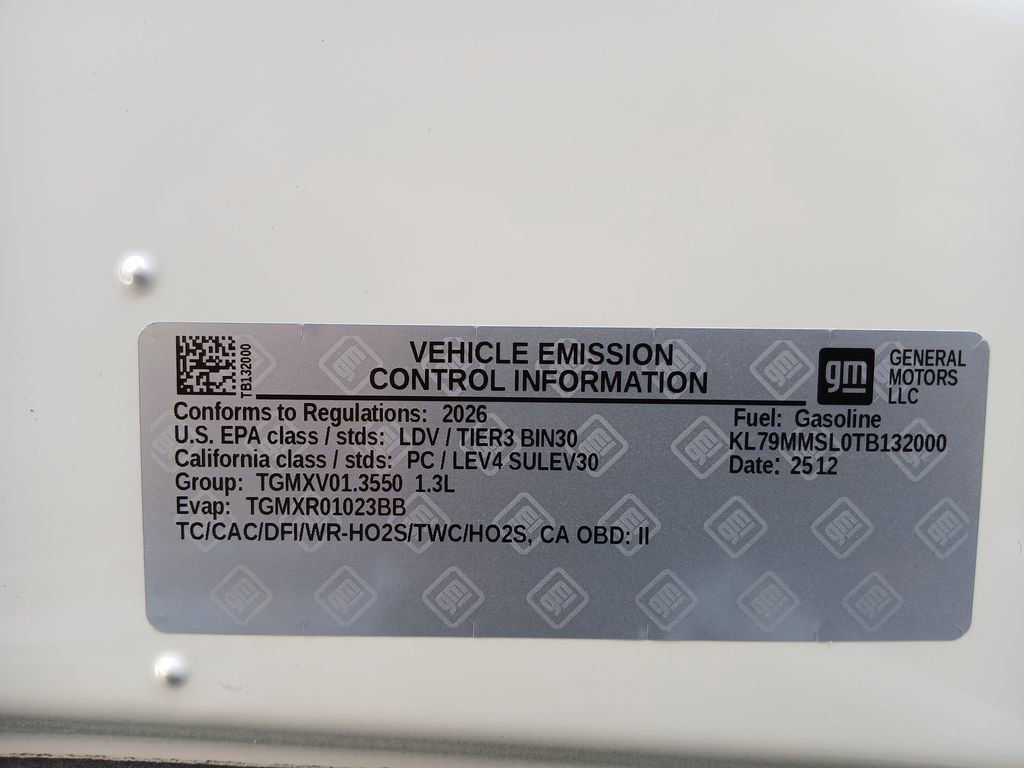 TB132000
VEHICLE EMISSION
CONTROL INFORMATION
gm
GENERAL
MOTORS
LLC
Conforms to Regulations: 2026
U.S. EPA class / stds: LDV / TIER3 BIN30
California class / stds: PC / LEV4 SULEV30
Group: TGMXV01.3550 1.3L
Evap: TGMXR01023BB
TC/CAC/DFI/WR-HO2S/TWC/HO2S, CA OBD: II
Fuel: Gasoline
KL79MMSL0TB132000
Date: 2512